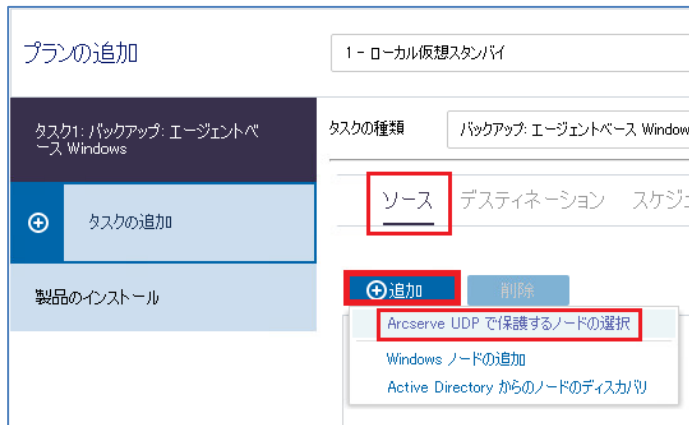 プランの追加
1 - ローカル仮想スタンバイ
タスク1: バックアップ: エージェントベ
ース Windows
タスクの種類
バックアップ: エージェントベース Window
タスクの追加
ソース
デスティネーション
スケジュ
製品のインストール
追加
削除
Arcserve UDP で保護するノードの選択
Windows ノードの追加
Active Directory からのノードのディスカバリ